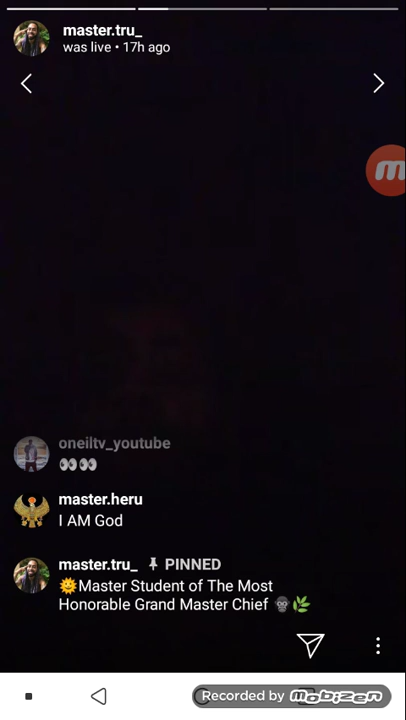 master.tru_
was live • 17h ago
oneiltv_youtube
👀👀
master.heru
I AM God
master.tru_ PINNED
🌞Master Student of The Most
Honorable Grand Master Chief 💀🌿
Recorded by mobizen